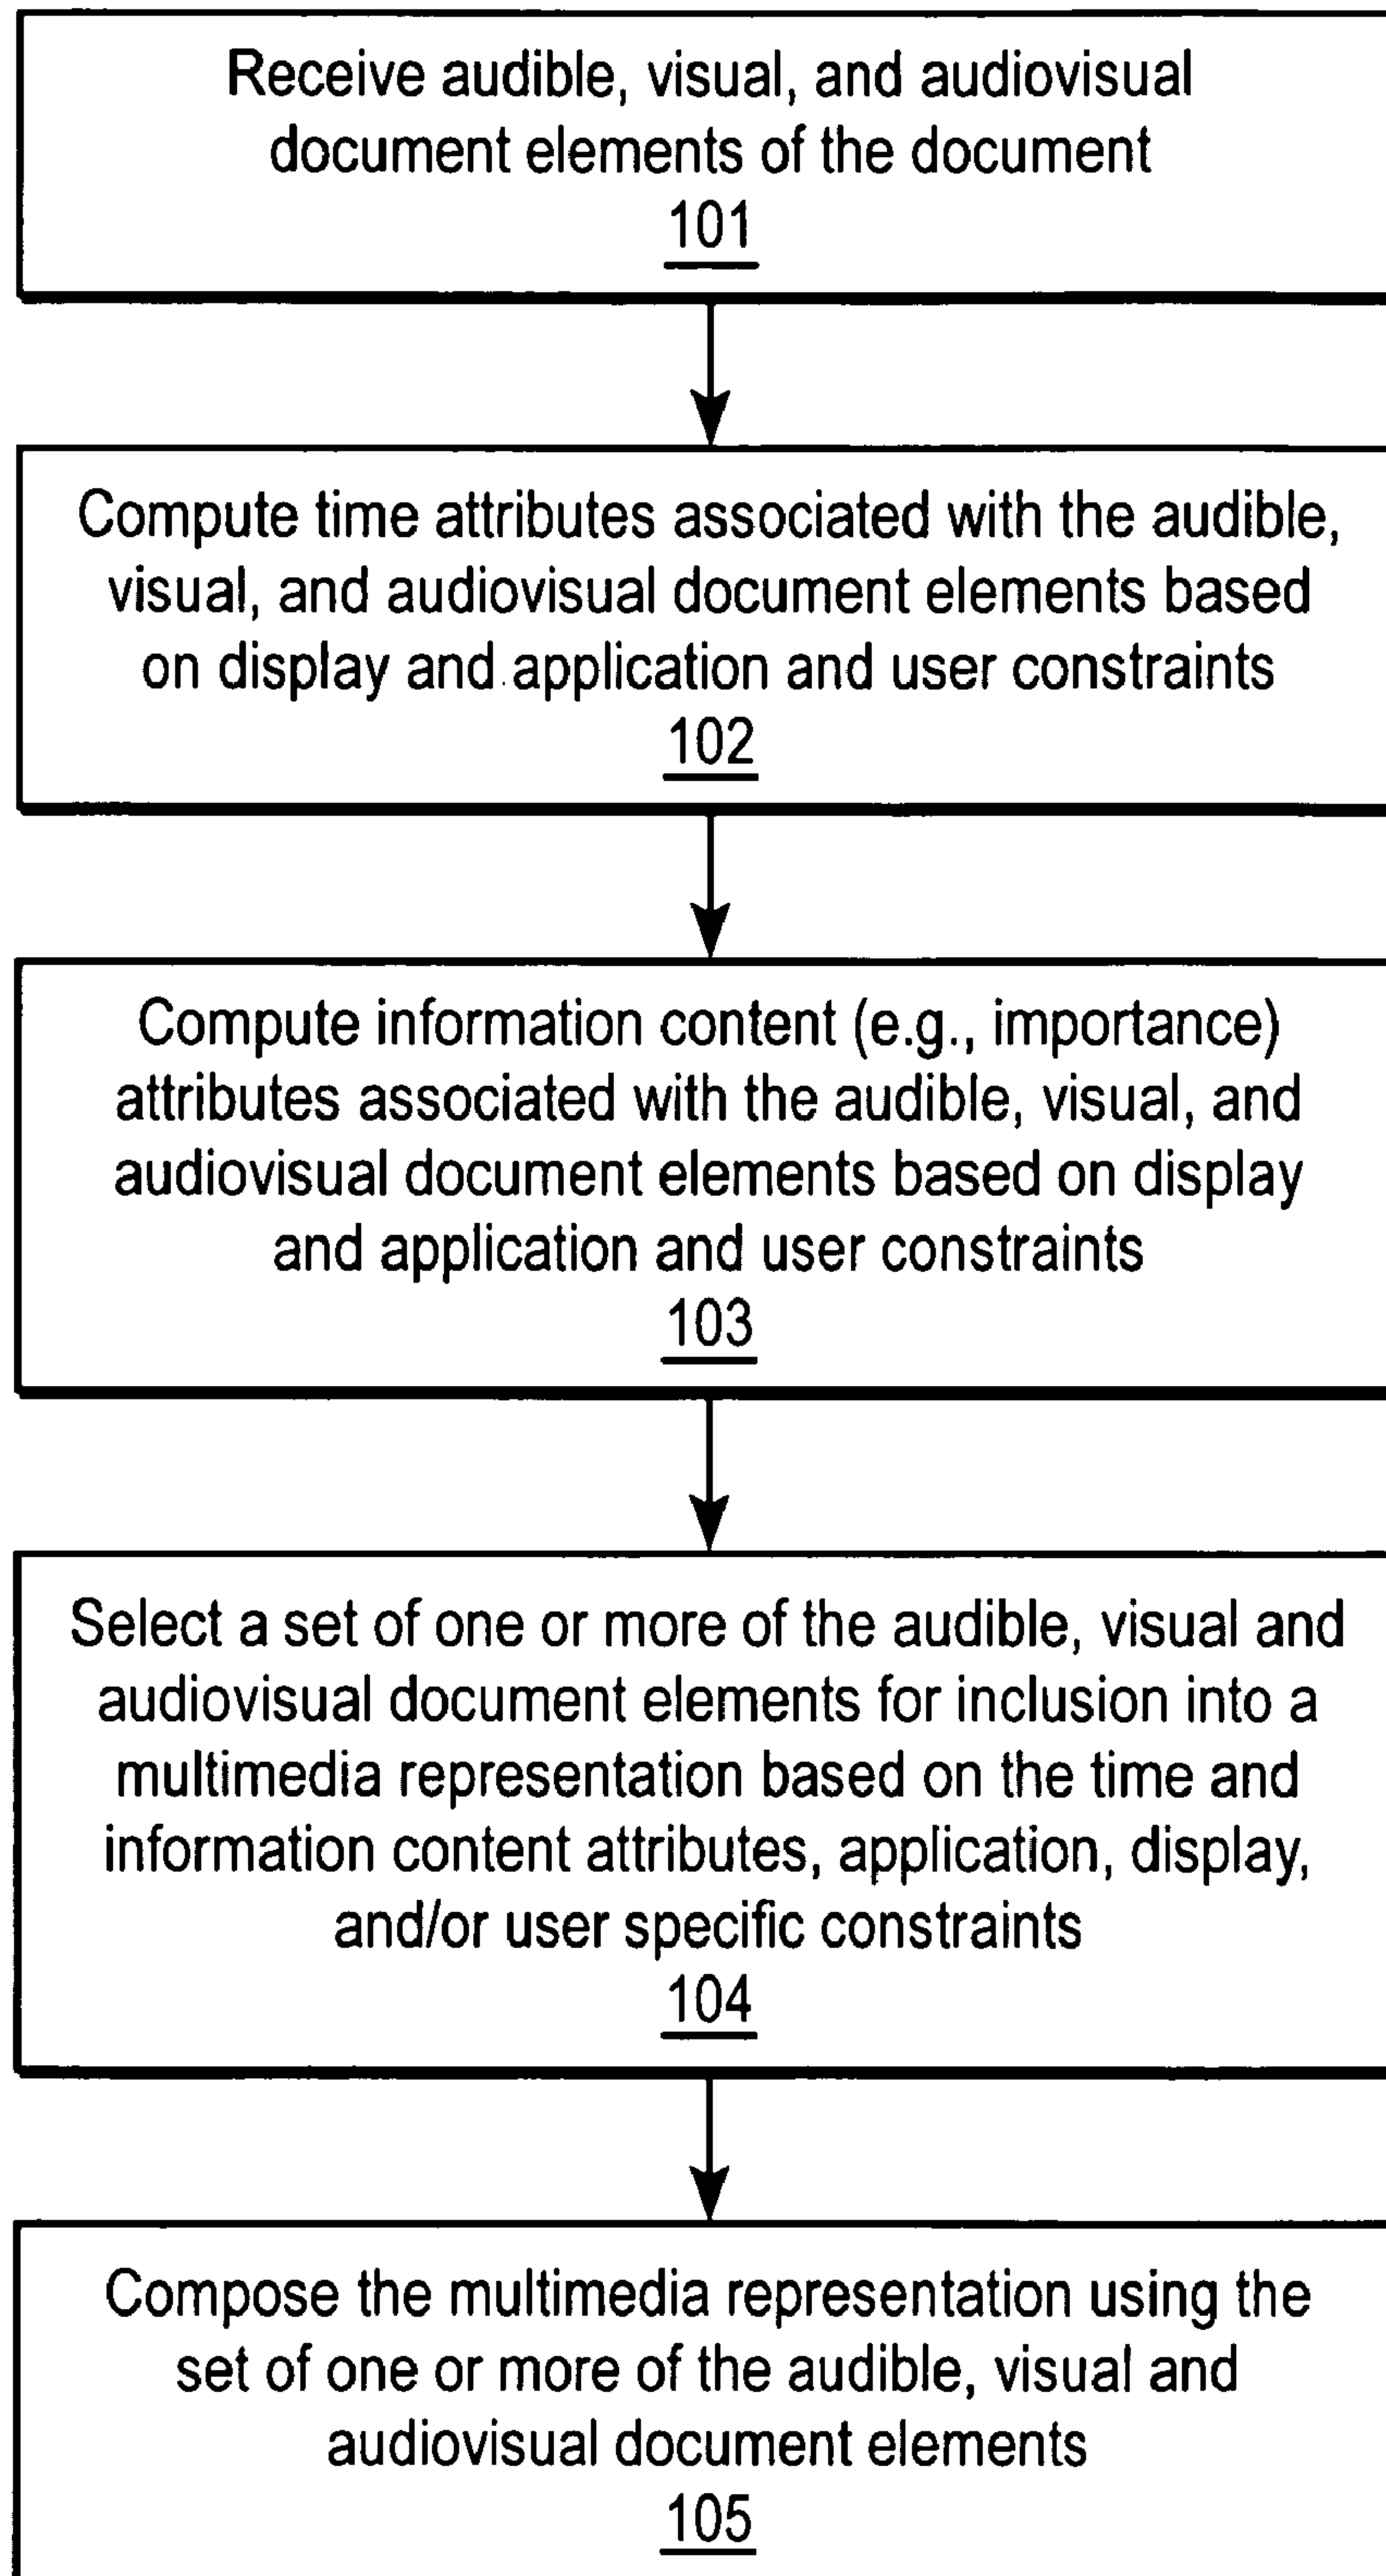 Receive audible, visual, and audiovisual
document elements of the document
101
Compute time attributes associated with the audible,
visual, and audiovisual document elements based
on display and application and user constraints
102
Compute information content (e.g., importance)
attributes associated with the audible, visual, and
audiovisual document elements based on display
and application and user constraints
103
Select a set of one or more of the audible, visual and
audiovisual document elements for inclusion into a
multimedia representation based on the time and
information content attributes, application, display,
and/or user specific constraints
104
Compose the multimedia representation using the
set of one or more of the audible, visual and
audiovisual document elements
105